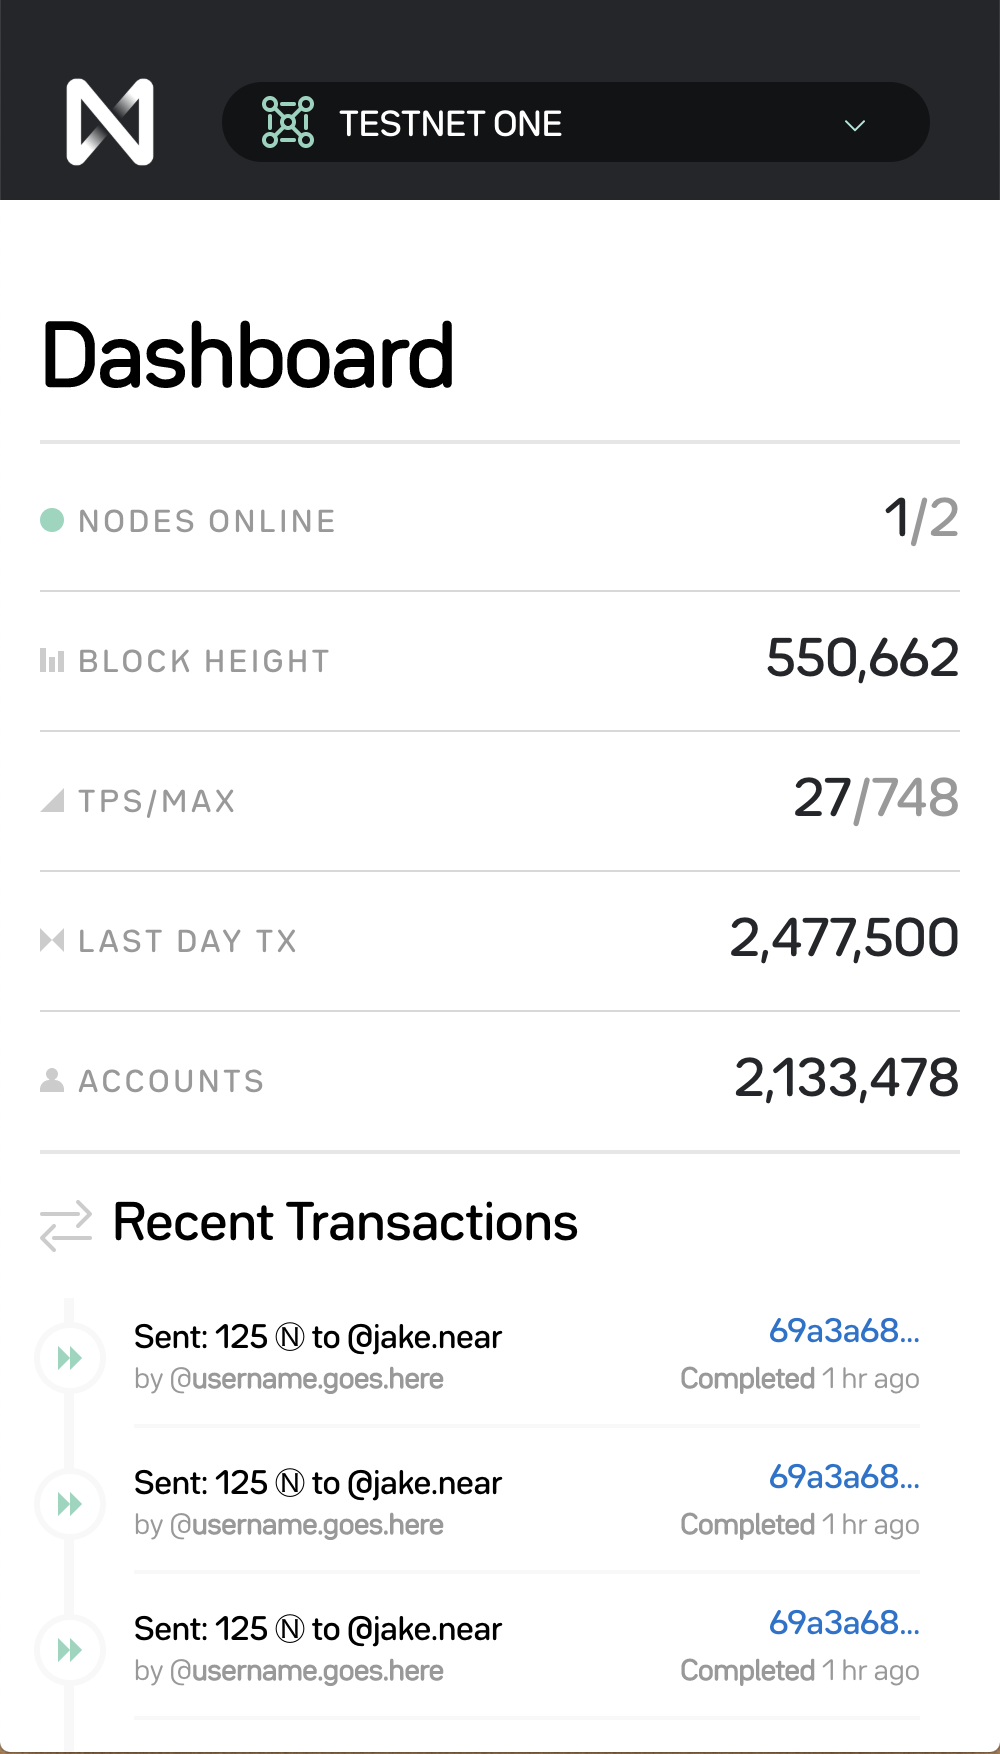 TESTNET ONE
Dashboard
NODES ONLINE 1/2
BLOCK HEIGHT 550,662
TPS/MAX 27/748
LAST DAY TX 2,477,500
ACCOUNTS 2,133,478
Recent Transactions
Sent: 125 Ⓝ to @jake.near 69a3a68...
by @username.goes.here Completed 1 hr ago
Sent: 125 Ⓝ to @jake.near 69a3a68...
by @username.goes.here Completed 1 hr ago
Sent: 125 Ⓝ to @jake.near 69a3a68...
by @username.goes.here Completed 1 hr ago